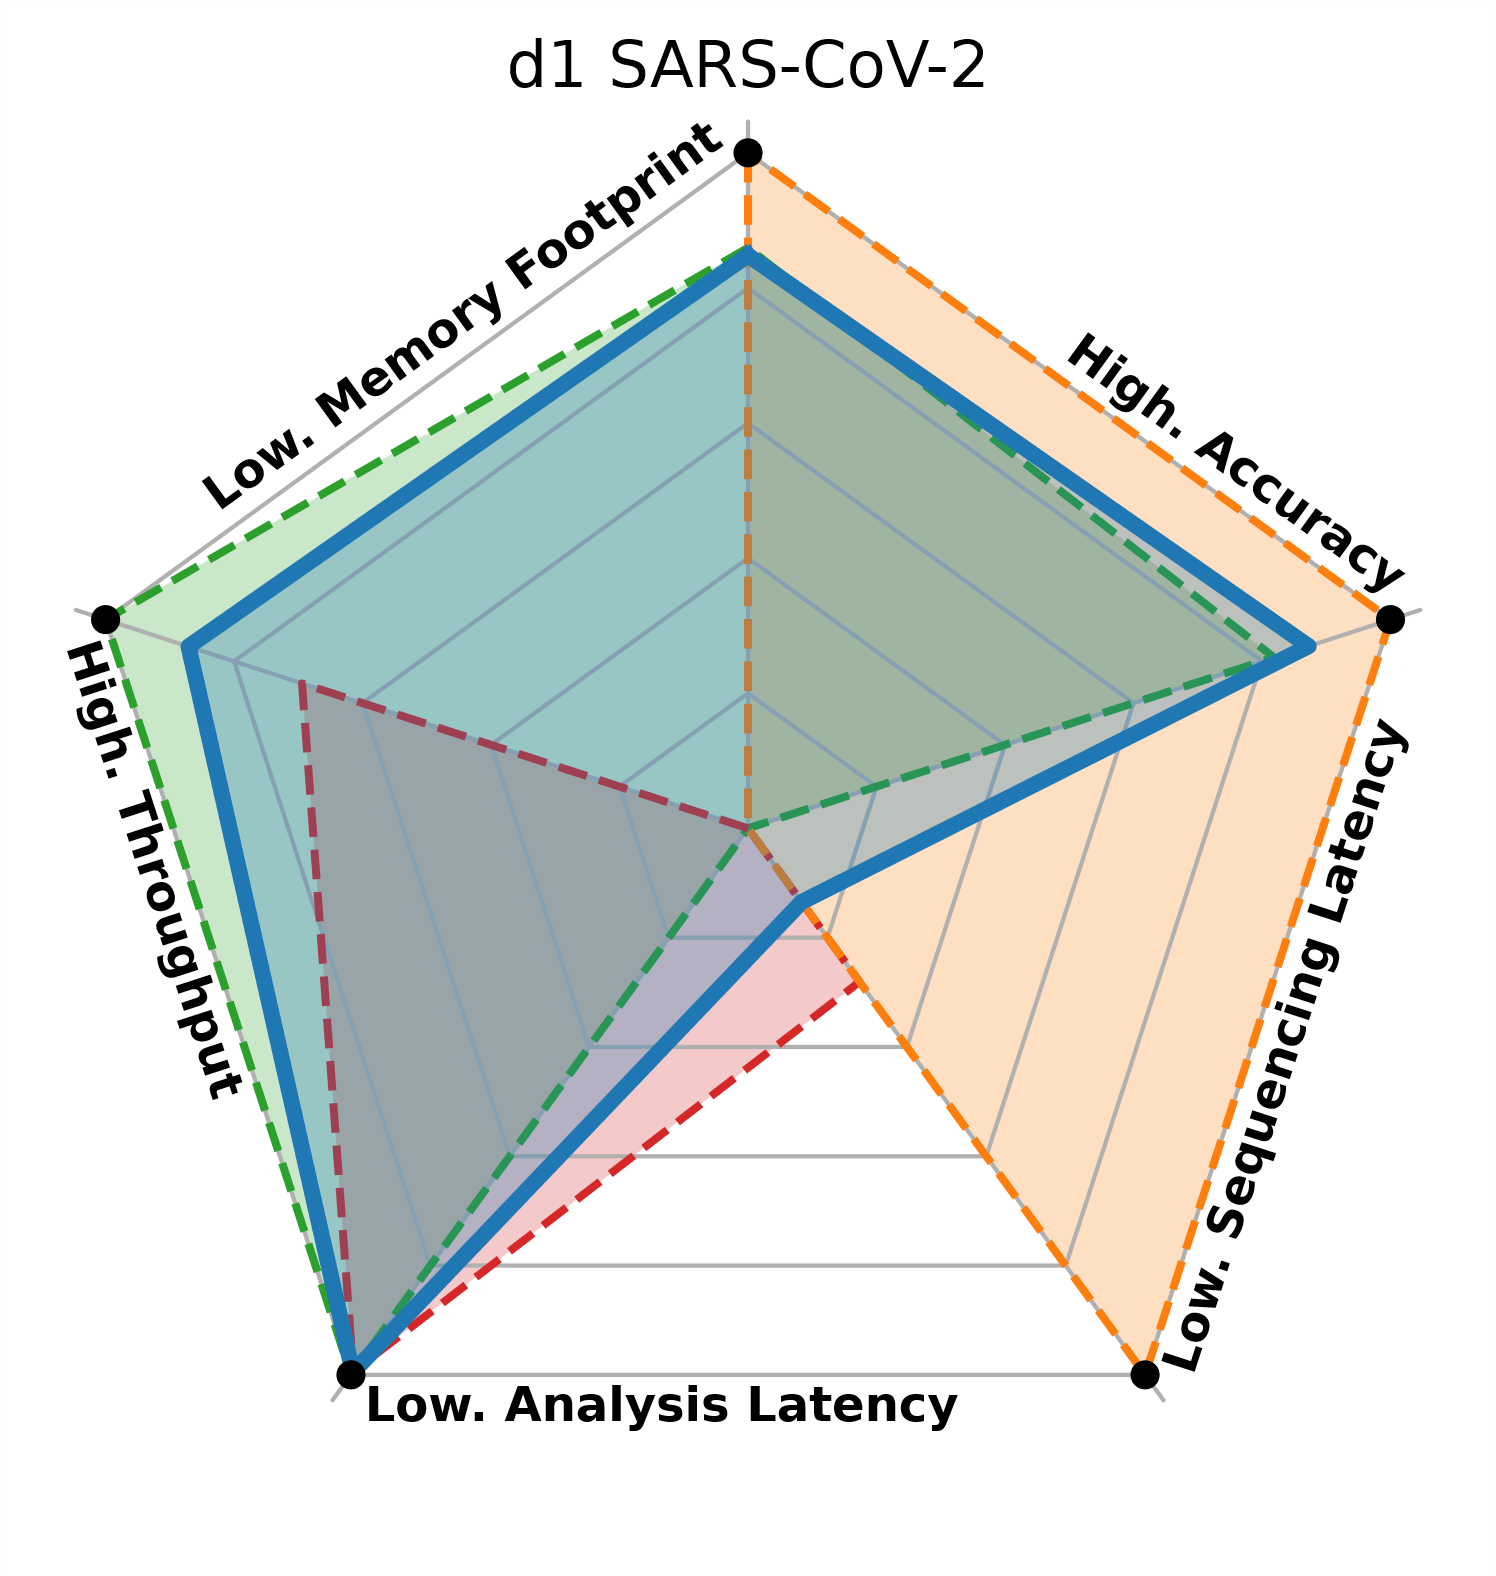 d1 SARS-CoV-2
Low. Memory Footprint
High. Accuracy
High. Throughput
Low. Sequencing Latency
Low. Analysis Latency